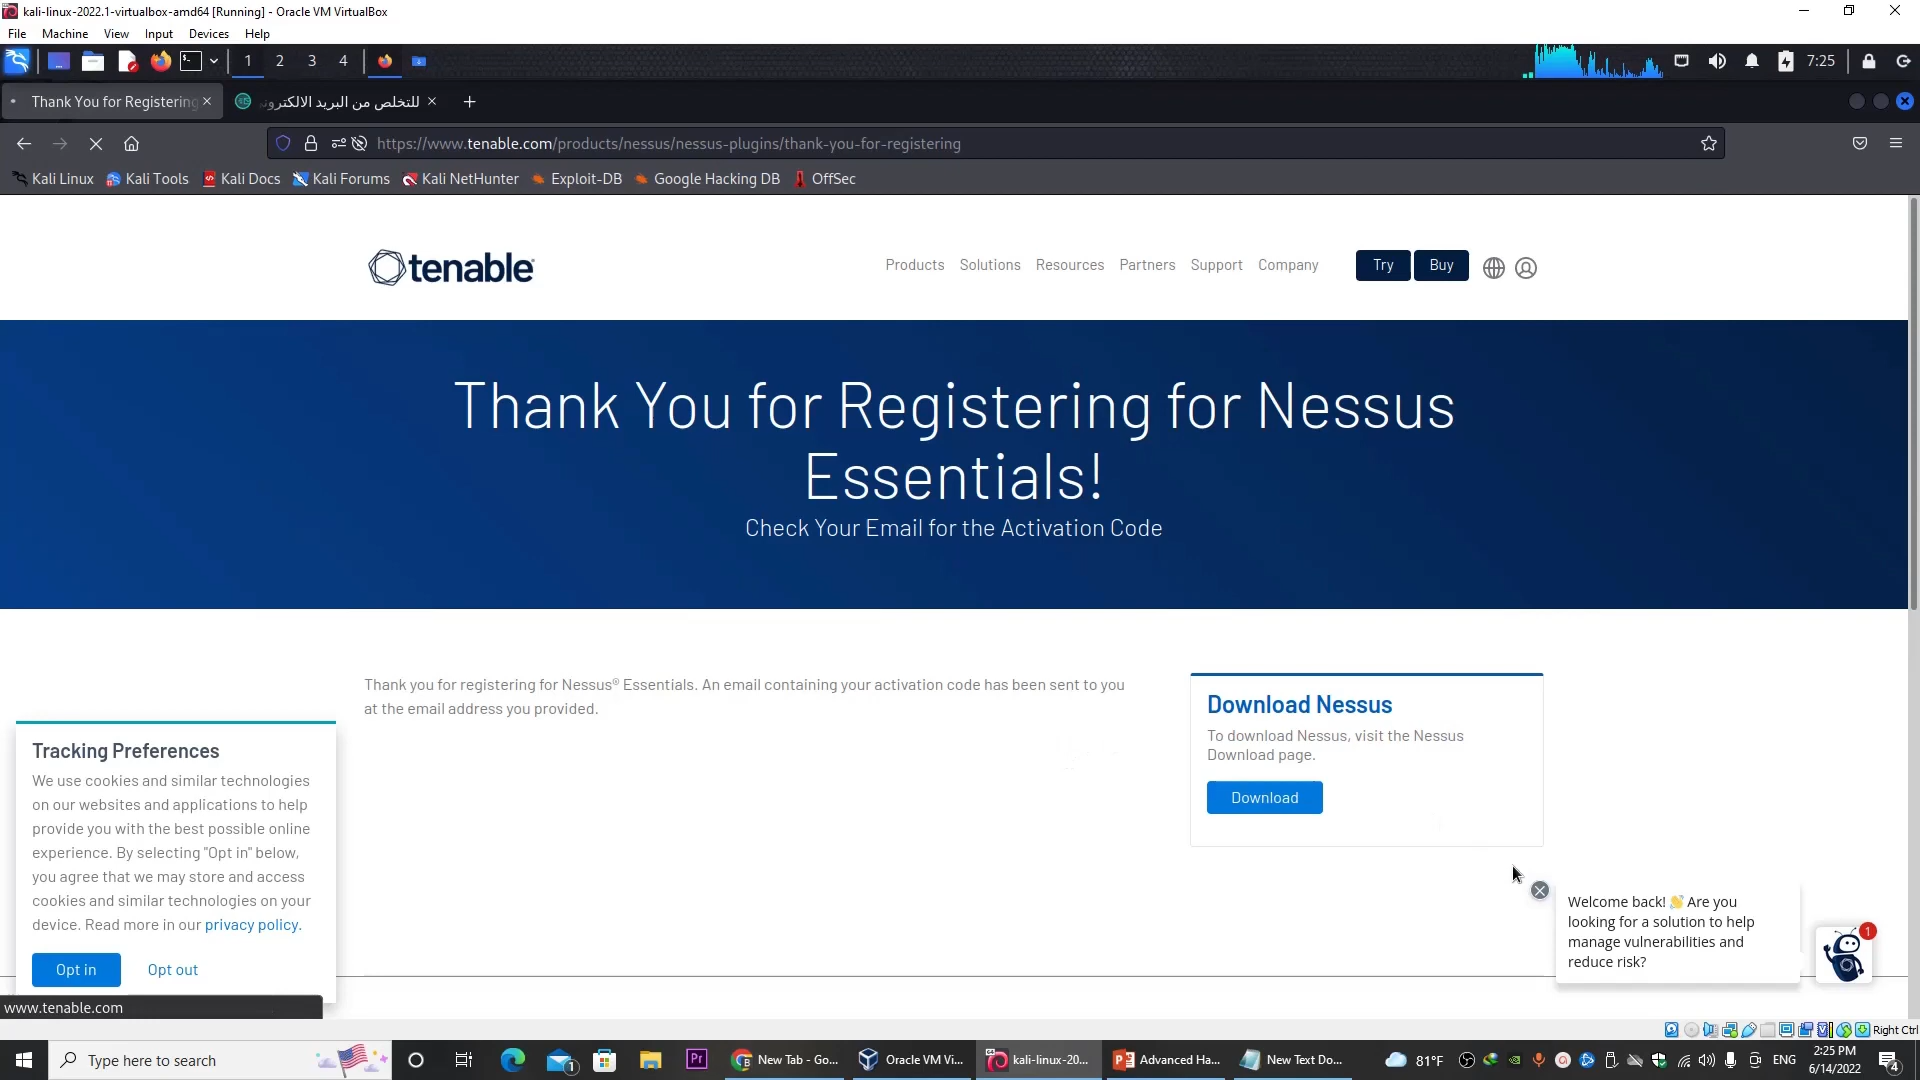 kali-linux-2022.1-virtualbox-amd64 [Running] - Oracle VM VirtualBox
File Machine View Input Devices Help
1 2 3 4 7:25
Thank You for Registering
للتخلص من البريد الالكترون
https://www.tenable.com/products/nessus/nessus-plugins/thank-you-for-registering
Kali Linux Kali Tools Kali Docs Kali Forums Kali NetHunter Exploit-DB Google Hacking DB OffSec
tenable
Products Solutions Resources Partners Support Company Try Buy
Thank You for Registering for Nessus
Essentials!
Check Your Email for the Activation Code
Thank you for registering for Nessus® Essentials. An email containing your activation code has been sent to you
at the email address you provided.
Download Nessus
To download Nessus, visit the Nessus
Download page.
Download
Tracking Preferences
We use cookies and similar technologies
on our websites and applications to help
provide you with the best possible online
experience. By selecting "Opt in" below,
you agree that we may store and access
cookies and similar technologies on your
device. Read more in our privacy policy.
Opt in Opt out
Welcome back! 👋 Are you
looking for a solution to help
manage vulnerabilities and
reduce risk?
1
www.tenable.com
Right Ctrl
Type here to search
1
Pr
New Tab - Go...
Oracle VM Vi...
kali-linux-20...
Advanced Ha...
New Text Do...
81°F
ENG
2:25 PM
6/14/2022
4